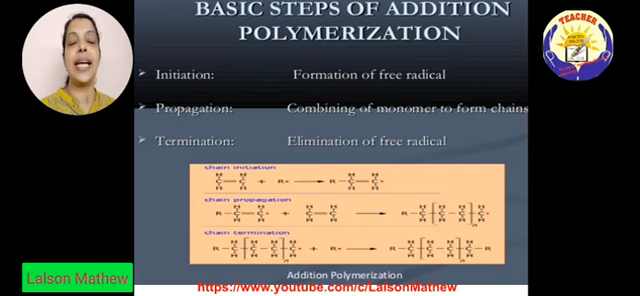 BASIC STEPS OF ADDITION
POLYMERIZATION
TEACHER
➤ Initiation: Formation of free radical
➤ Propagation: Combining of monomer to form chains
➤ Termination: Elimination of free radical
chain initiation
H H H H
C — C + R• → R — C — C•
H H H H
chain propagation
H H H H H H H
R — C — C• + C — C → R — C [ C — C ] C•
H H H H H H H
n
chain termination
H H H H H H H H
R — C [ C — C ] C• + R• → R — C [ C — C ] C — R
H H H H H H H H
n n
Addition Polymerization
Lalson Mathew
https://www.youtube.com/c/LalsonMathew